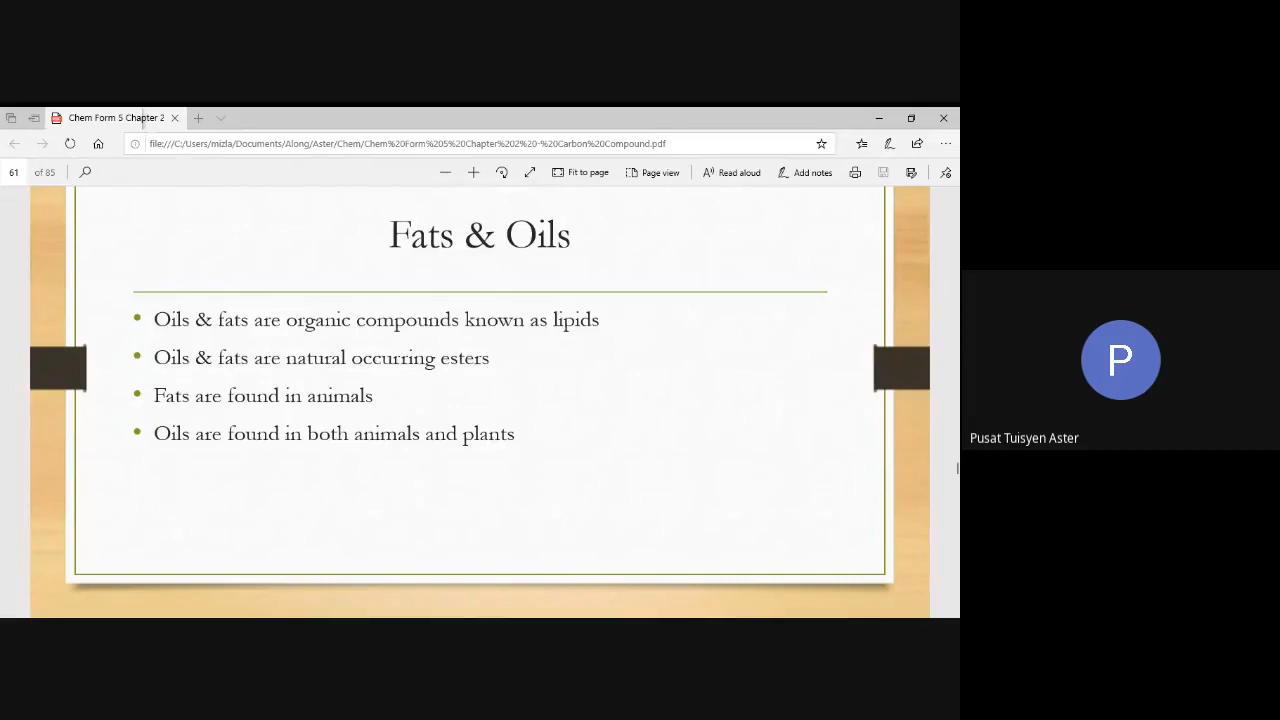 Chem Form 5 Chapter 2
file:///C:/Users/mizla/Documents/Along/Aster/Chem/Chem%20Form%205%20Chapter%202%20-%20Carbon%20Compound.pdf
61 of 85 Fit to page Page view Read aloud Add notes
Fats & Oils
• Oils & fats are organic compounds known as lipids
• Oils & fats are natural occurring esters
• Fats are found in animals
• Oils are found in both animals and plants
P
Pusat Tuisyen Aster